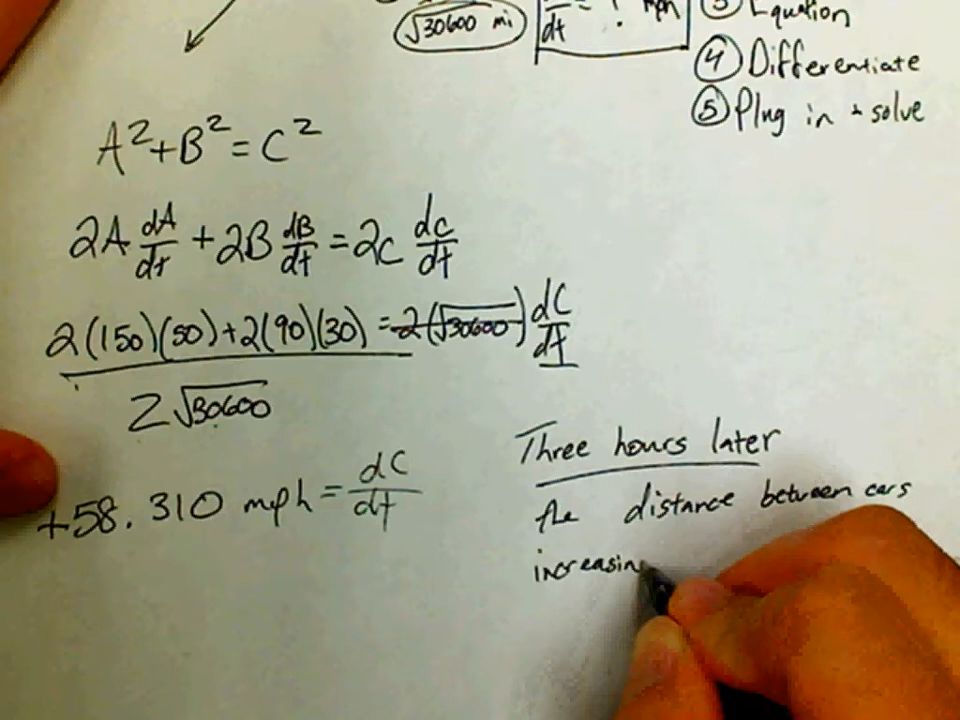 √30600 mi
dt = ? mph
③ Equation
④ Differentiate
⑤ Plug in + solve
A² + B² = C²
2A dA/dt + 2B dB/dt = 2C dC/dt
2(150)(50) + 2(90)(30) = 2(√30600) dC/dt
2√30600
+58.310 mph = dC/dt
Three hours later
the distance between cars
increasin